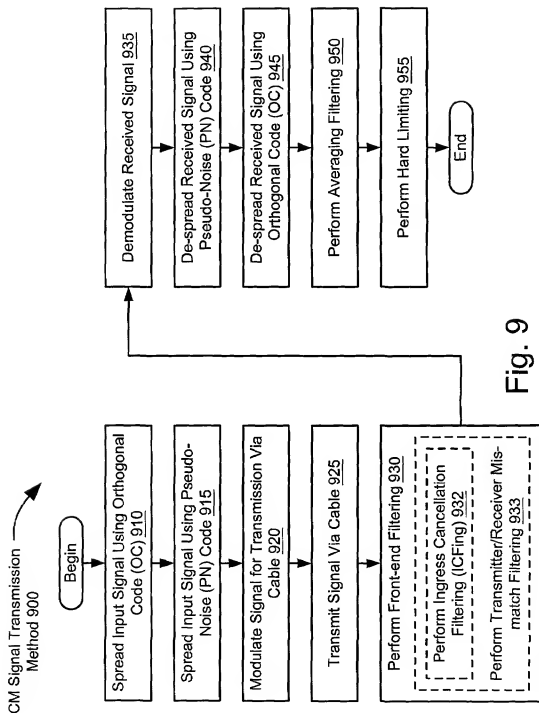 CM Signal Transmission
Method 900
Begin
Spread Input Signal Using Orthogonal
Code (OC) 910
Spread Input Signal Using Pseudo-
Noise (PN) Code 915
Modulate Signal for Transmission Via
Cable 920
Transmit Signal Via Cable 925
Perform Front-end Filtering 930
Perform Ingress Cancellation
Filtering (ICFing) 932
Perform Transmitter/Receiver Mis-
match Filtering 933
Demodulate Received Signal 935
De-spread Received Signal Using
Pseudo-Noise (PN) Code 940
De-spread Received Signal Using
Orthogonal Code (OC) 945
Perform Averaging Filtering 950
Perform Hard Limiting 955
End
Fig. 9